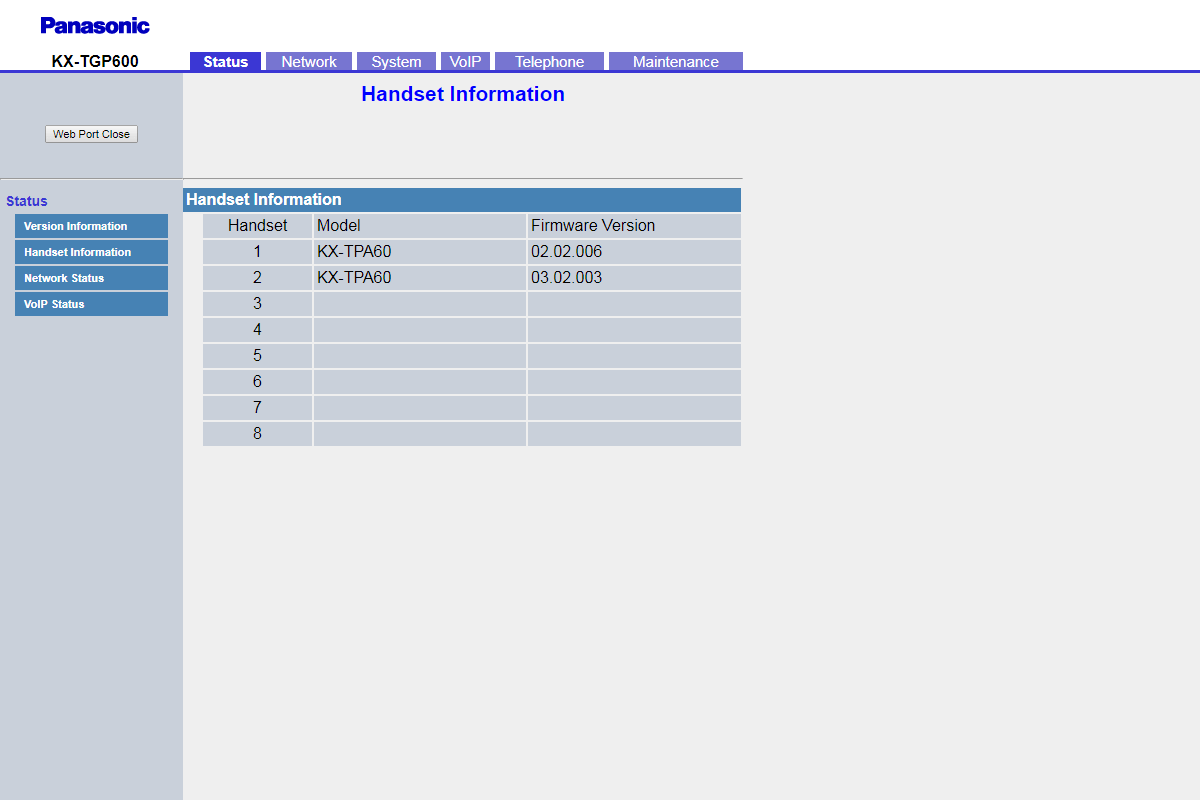 Panasonic
KX-TGP600
Status Network System VoIP Telephone Maintenance
Handset Information
Web Port Close
Status
Version Information
Handset Information
Network Status
VoIP Status
Handset Information
Handset Model Firmware Version
1 KX-TPA60 02.02.006
2 KX-TPA60 03.02.003
3
4
5
6
7
8